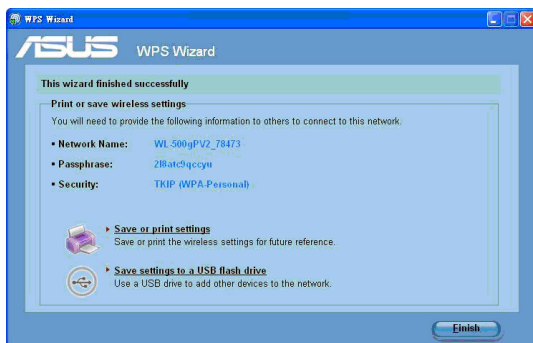 WPS Wizard
ASUS WPS Wizard
This wizard finished successfully
Print or save wireless settings
You will need to provide the following information to others to connect to this network.
▪ Network Name: WL-500gPV2_78473
▪ Passphrase: 2l8atc9qccyu
▪ Security: TKIP (WPA-Personal)
Save or print settings
Save or print the wireless settings for future reference.
Save settings to a USB flash drive
Use a USB drive to add other devices to the network.
Finish